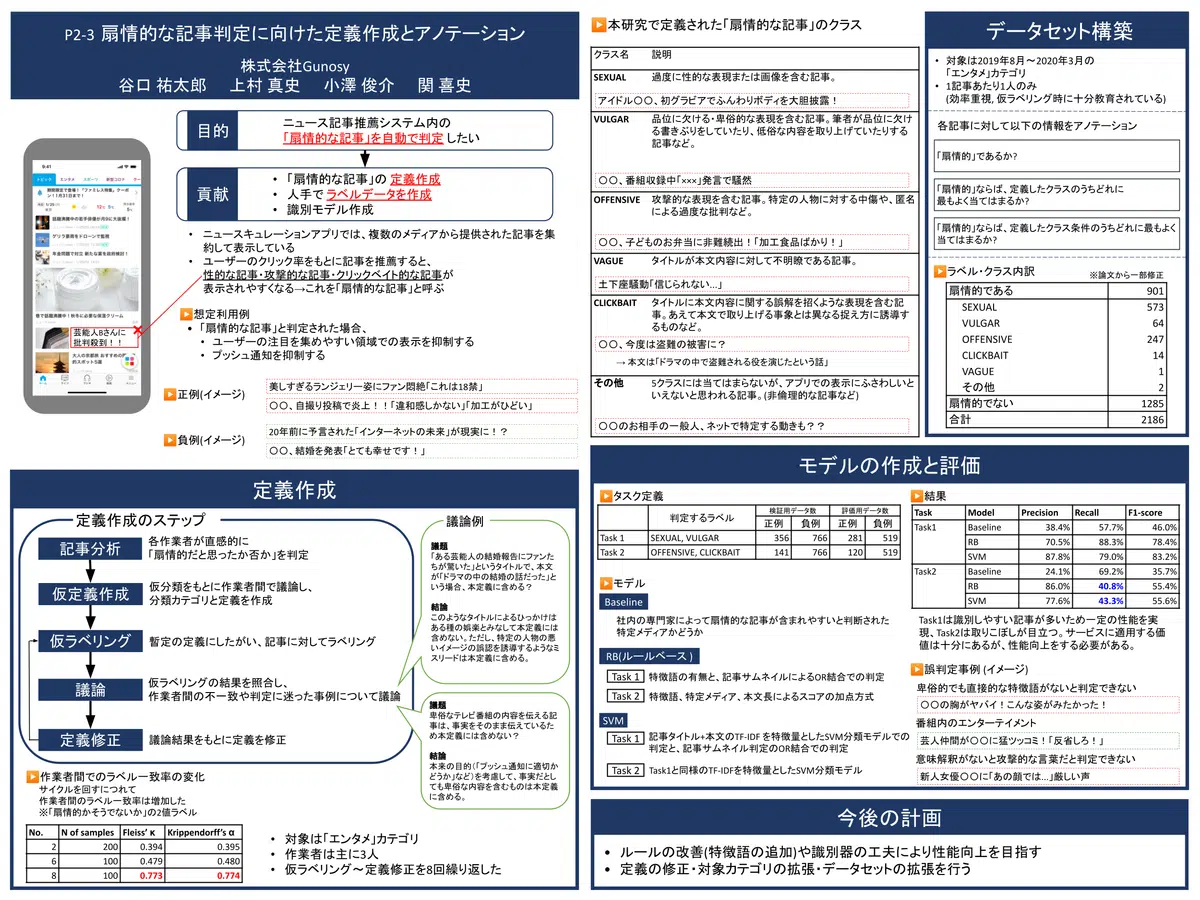 P2-3 扇情的な記事判定に向けた定義作成とアノテーション
株式会社Gunosy
谷口 祐太郎 上村 真史 小澤 俊介 関 喜史
目的
ニュース記事推薦システム内の
「扇情的な記事」を自動で判定したい
貢献
• 「扇情的な記事」の 定義作成
• 人手で ラベルデータを作成
• 識別モデル作成
• ニュースキュレーションアプリでは、複数のメディアから提供された記事を集
約して表示している
• ユーザーのクリック率をもとに記事を推薦すると、
性的な記事・攻撃的な記事・クリックベイト的な記事が
表示されやすくなる→これを「扇情的な記事」と呼ぶ
9:41
トピック エンタメ スポーツ 新型コロナ
話題沸騰中の若手俳優が月9に大抜擢！
ゲリラ豪雨をドローンで監視
春で話題沸騰中！秋冬に必要な保湿クリーム
芸能人Bさんに
批判殺到！！
大人の京都旅 おすすめの
的スポット5選
想定利用例
• 「扇情的な記事」と判定された場合、
• ユーザーの注目を集めやすい領域での表示を抑制する
• プッシュ通知を抑制する
正例(イメージ)
美しすぎるランジェリー姿にファン悶絶「これは18禁」
〇〇、自撮り投稿で炎上！！「違和感しかない」「加工がひどい」
負例(イメージ)
20年前に予言された「インターネットの未来」が現実に！？
〇〇、結婚を発表「とても幸せです！」
定義作成
定義作成のステップ
記事分析
各作業者が直感的に
「扇情的だと思ったか否か」を判定
仮定義作成
仮分類をもとに作業者間で議論し、
分類カテゴリと定義を作成
仮ラベリング
暫定の定義にしたがい、記事に対してラベリング
議論
仮ラベリングの結果を照合し、
作業者間の不一致や判定に迷った事例について議論
定義修正
議論結果をもとに定義を修正
議論例
議題
「ある芸能人の結婚報告にファンた
ちが驚いた」というタイトルで、本文
が「ドラマの中の結婚の話だった」と
いう場合、本定義に含める？
結論
このようなタイトルによるひっかけは
ある種の娯楽とみなして本定義には
含めない。ただし、特定の人物の悪
いイメージの誤認を誘導するようなミ
スリードは本定義に含める。
議題
卑俗なテレビ番組の内容を伝える記
事は、事実をそのまま伝えているた
め本定義には含めない？
結論
本来の目的(「プッシュ通知に適切か
どうか」など)を考慮して、事実だとし
ても卑俗な内容を含むものは本定義
に含める。
作業者間でのラベル一致率の変化
サイクルを回すにつれて
作業者間のラベル一致率は増加した
※「扇情的かそうでないか」の2値ラベル
No. N of samples Fleiss' κ Krippendorff's α
2 200 0.394 0.395
6 100 0.479 0.480
8 100 0.773 0.774
• 対象は「エンタメ」カテゴリ
• 作業者は主に3人
• 仮ラベリング～定義修正を8回繰り返した
本研究で定義された「扇情的な記事」のクラス
クラス名 説明
SEXUAL 過度に性的な表現または画像を含む記事。
アイドル〇〇、初グラビアでふんわりボディを大胆披露！
VULGAR 品位に欠ける・卑俗的な表現を含む記事。筆者が品位に欠け
る書きぶりをしていたり、低俗な内容を取り上げていたりする
記事など。
〇〇、番組収録中「×××」発言で騒然
OFFENSIVE 攻撃的な表現を含む記事。特定の人物に対する中傷や、匿名
による過度な批判など。
〇〇、子どものお弁当に非難続出！「加工食品ばかり！」
VAGUE タイトルが本文内容に対して不明瞭である記事。
土下座騒動「信じられない...」
CLICKBAIT タイトルに本文内容に関する誤解を招くような表現を含む記
事。あえて本文で取り上げる事象とは異なる捉え方に誘導す
るものなど。
〇〇、今度は盗難の被害に？
→ 本文は「ドラマの中で盗難される役を演じたという話」
その他 5クラスには当てはまらないが、アプリでの表示にふさわしいと
いえないと思われる記事。(非倫理的な記事など)
〇〇のお相手の一般人、ネットで特定する動きも？？
データセット構築
• 対象は2019年8月～2020年3月の
「エンタメ」カテゴリ
• 1記事あたり1人のみ
(効率重視, 仮ラベリング時に十分教育されている)
各記事に対して以下の情報をアノテーション
「扇情的」であるか?
「扇情的」ならば、定義したクラスのうちどれに
最もよく当てはまるか?
「扇情的」ならば、定義したクラス条件のうちどれに最もよく
当てはまるか?
ラベル・クラス内訳
※論文から一部修正
扇情的である 901
SEXUAL 573
VULGAR 64
OFFENSIVE 247
CLICKBAIT 14
VAGUE 1
その他 2
扇情的でない 1285
合計 2186
モデルの作成と評価
タスク定義
判定するラベル 検証用データ数 評価用データ数
正例 負例 正例 負例
Task 1 SEXUAL, VULGAR 356 766 281 519
Task 2 OFFENSIVE, CLICKBAIT 141 766 120 519
モデル
Baseline
社内の専門家によって扇情的な記事が含まれやすいと判断された
特定メディアかどうか
RB(ルールベース)
Task 1 特徴語の有無と、記事サムネイルによるOR結合での判定
Task 2 特徴語、特定メディア、本文長によるスコアの加点方式
SVM
Task 1 記事タイトル+本文のTF-IDF を特徴量としたSVM分類モデルでの
判定と、記事サムネイル判定のOR結合での判定
Task 2 Task1と同様のTF-IDFを特徴量としたSVM分類モデル
結果
Task Model Precision Recall F1-score
Task1 Baseline 38.4% 57.7% 46.0%
RB 70.5% 88.3% 78.4%
SVM 87.8% 79.0% 83.2%
Task2 Baseline 24.1% 69.2% 35.7%
RB 86.0% 40.8% 55.4%
SVM 77.6% 43.3% 55.6%
Task1は識別しやすい記事が多いため一定の性能を実
現、Task2は取りこぼしが目立つ。サービスに適用する価
値は十分にあるが、性能向上をする必要がある。
誤判定事例 (イメージ)
卑俗的でも直接的な特徴語がないと判定できない
〇〇の胸がヤバイ！こんな姿がみたかった！
番組内のエンターテイメント
芸人仲間が〇〇に猛ツッコミ！「反省しろ！」
意味解釈がないと攻撃的な言葉だと判定できない
新人女優〇〇に「あの顔では...」厳しい声
今後の計画
• ルールの改善(特徴語の追加)や識別器の工夫により性能向上を目指す
• 定義の修正・対象カテゴリの拡張・データセットの拡張を行う